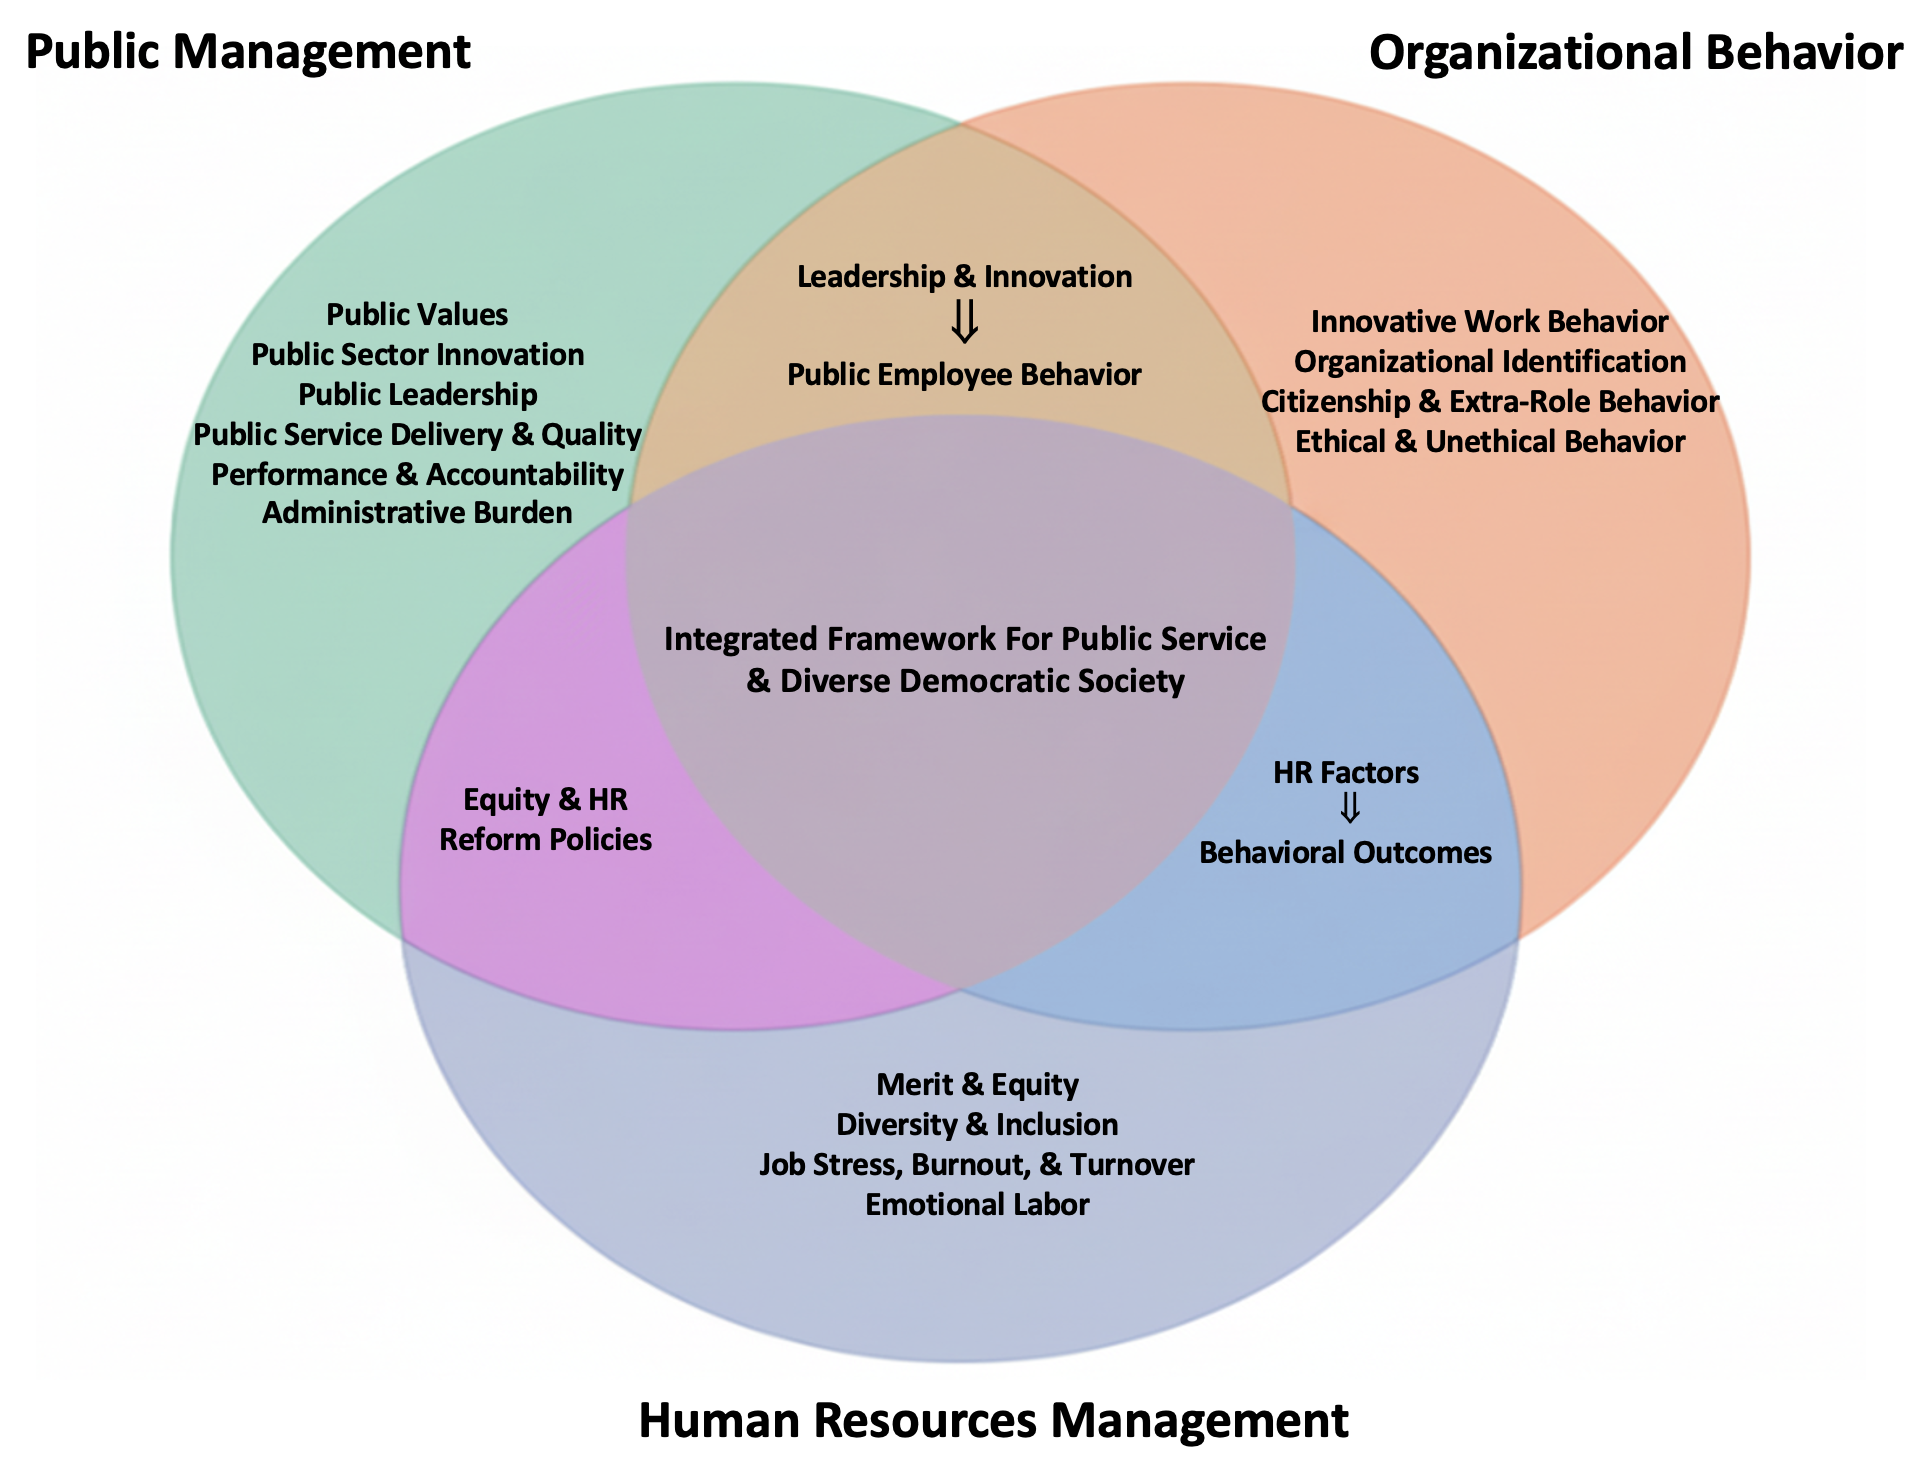 Public Management
Organizational Behavior
Leadership & Innovation
⇓
Public Employee Behavior
Public Values
Public Sector Innovation
Public Leadership
Public Service Delivery & Quality
Performance & Accountability
Administrative Burden
Innovative Work Behavior
Organizational Identification
Citizenship & Extra-Role Behavior
Ethical & Unethical Behavior
Integrated Framework For Public Service
& Diverse Democratic Society
Equity & HR
Reform Policies
HR Factors
⇓
Behavioral Outcomes
Merit & Equity
Diversity & Inclusion
Job Stress, Burnout, & Turnover
Emotional Labor
Human Resources Management